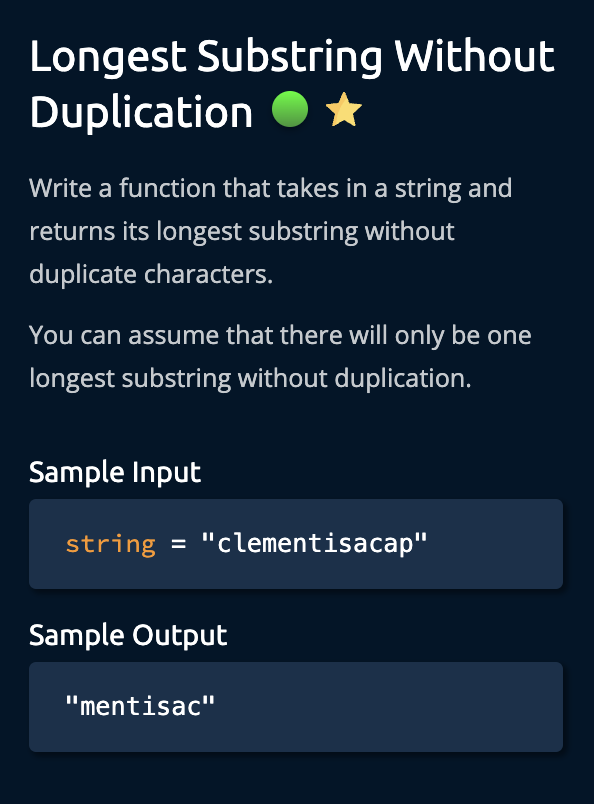 Longest Substring Without
Duplication
Write a function that takes in a string and
returns its longest substring without
duplicate characters.
You can assume that there will only be one
longest substring without duplication.
Sample Input
string = "clementisacap"
Sample Output
"mentisac"